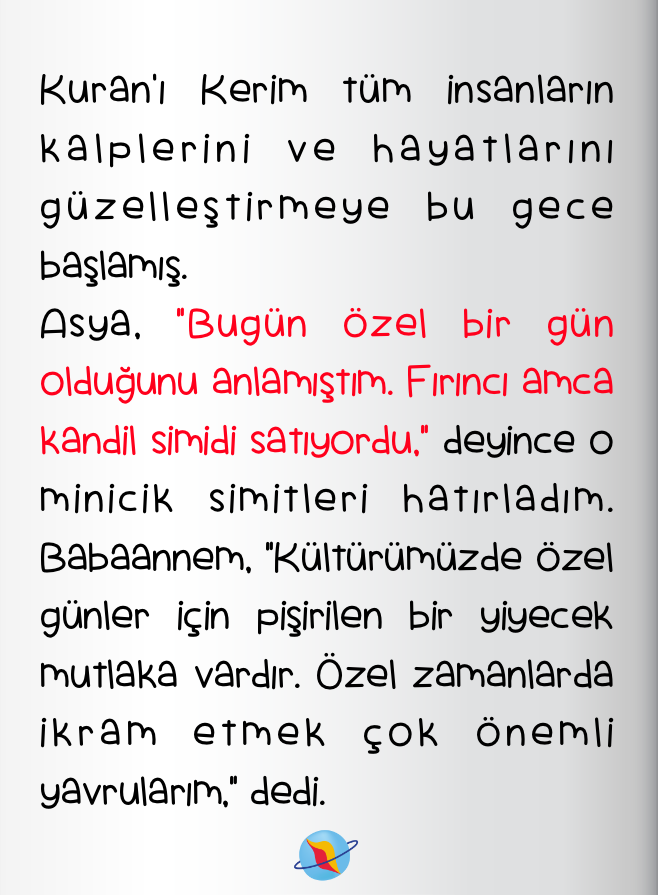 Kuran'ı Kerim tüm insanların
kalplerini ve hayatlarını
güzelleştirmeye bu gece
başlamış.
Asya, "Bugün özel bir gün
olduğunu anlamıştım. Fırıncı amca
kandil simidi satıyordu," deyince o
minicik simitleri hatırladım.
Babaannem, "Kültürümüzde özel
günler için pişirilen bir yiyecek
mutlaka vardır. Özel zamanlarda
ikram etmek çok önemli
yavrularım," dedi.